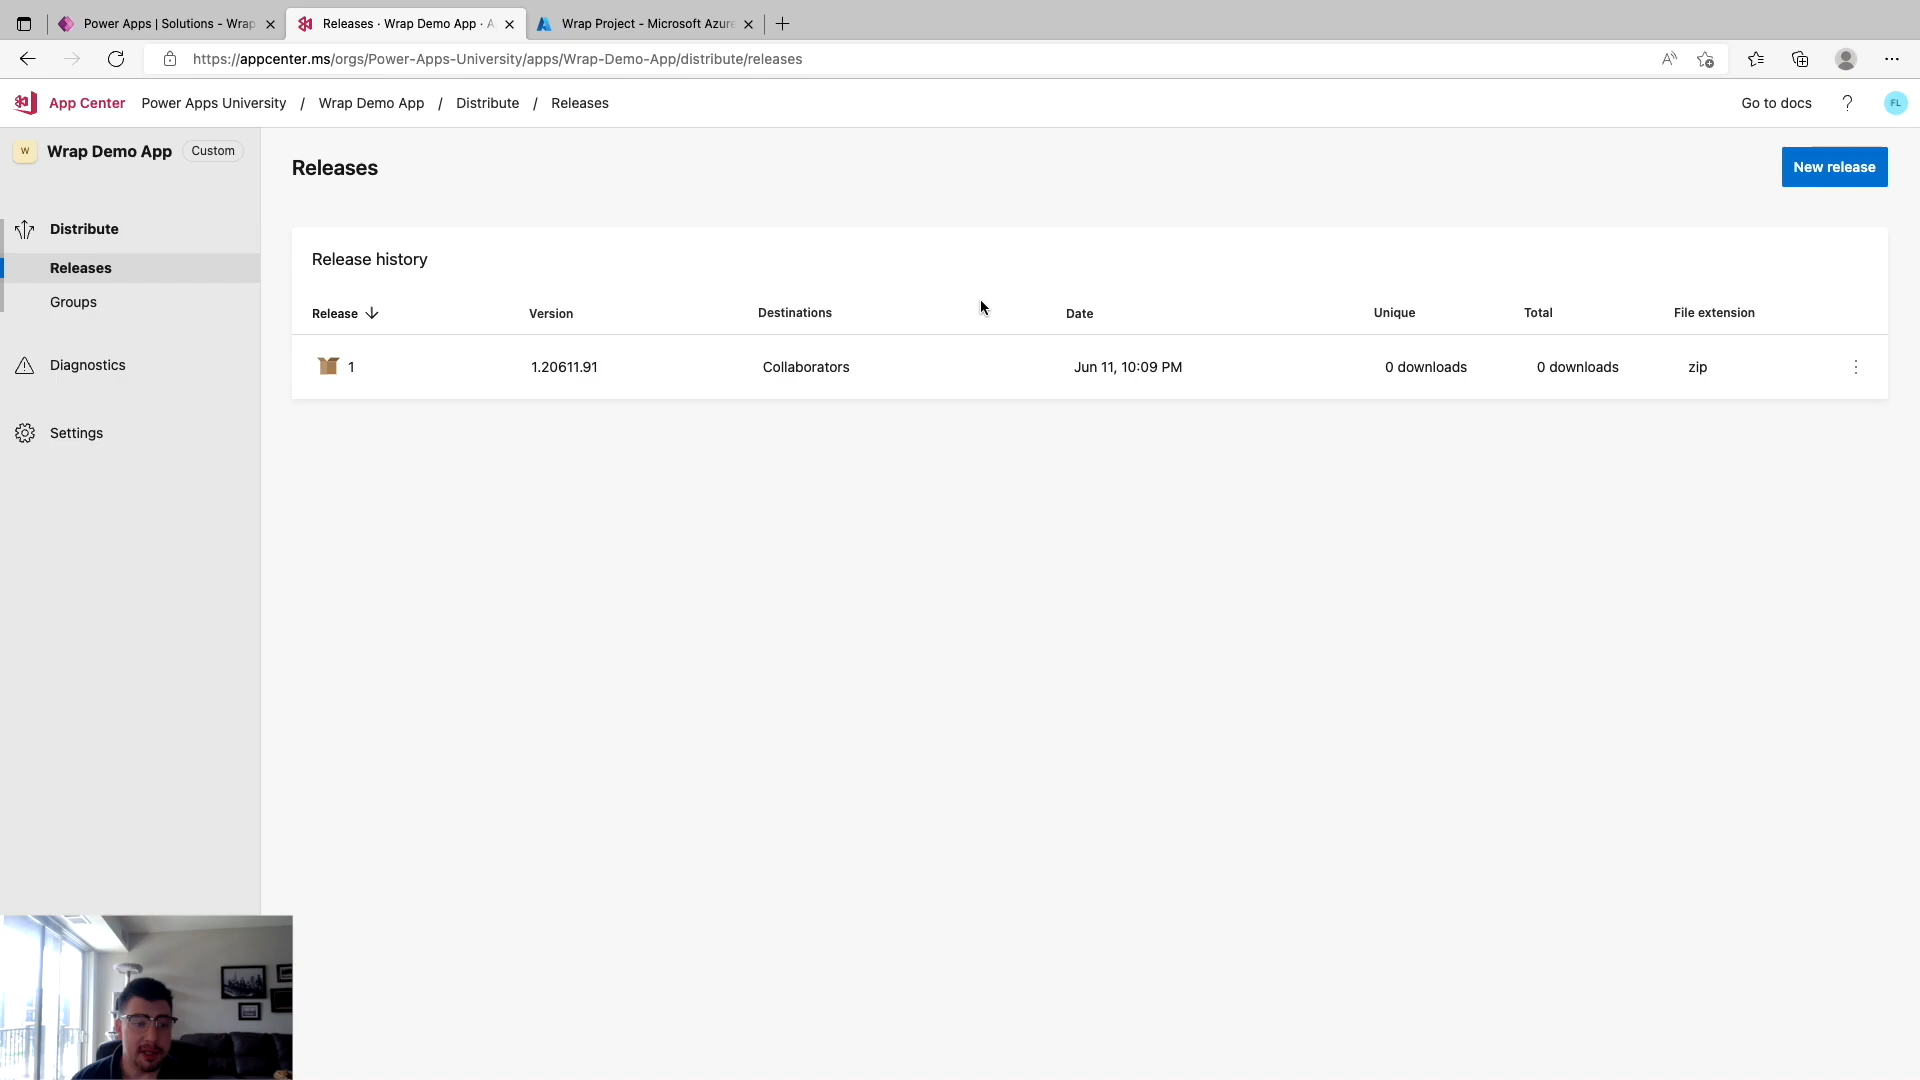 Power Apps | Solutions - Wrap
Releases · Wrap Demo App · A
Wrap Project - Microsoft Azure
https://appcenter.ms/orgs/Power-Apps-University/apps/Wrap-Demo-App/distribute/releases
App Center Power Apps University / Wrap Demo App / Distribute / Releases
Go to docs ? FL
W Wrap Demo App Custom
Distribute
Releases
Groups
Diagnostics
Settings
Releases
New release
Release history
Release Version Destinations Date Unique Total File extension
1 1.20611.91 Collaborators Jun 11, 10:09 PM 0 downloads 0 downloads zip